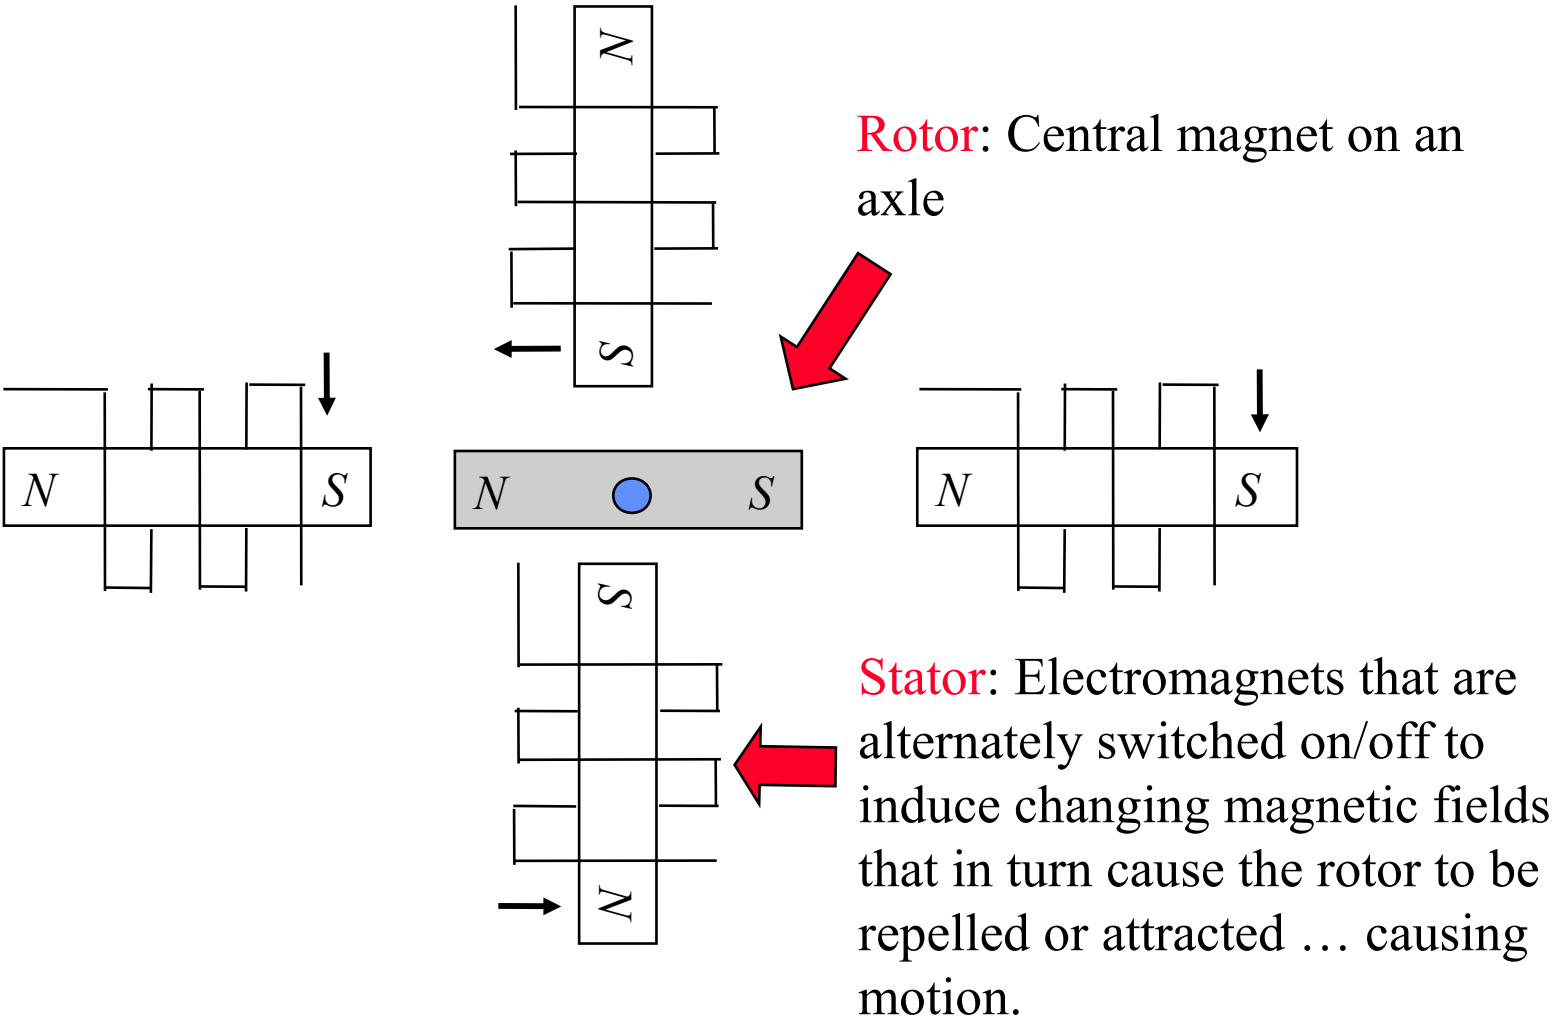 N
Rotor: Central magnet on an
axle
S
N S
N S
N S
S
Stator: Electromagnets that are
alternately switched on/off to
induce changing magnetic fields
that in turn cause the rotor to be
repelled or attracted … causing
motion.
N